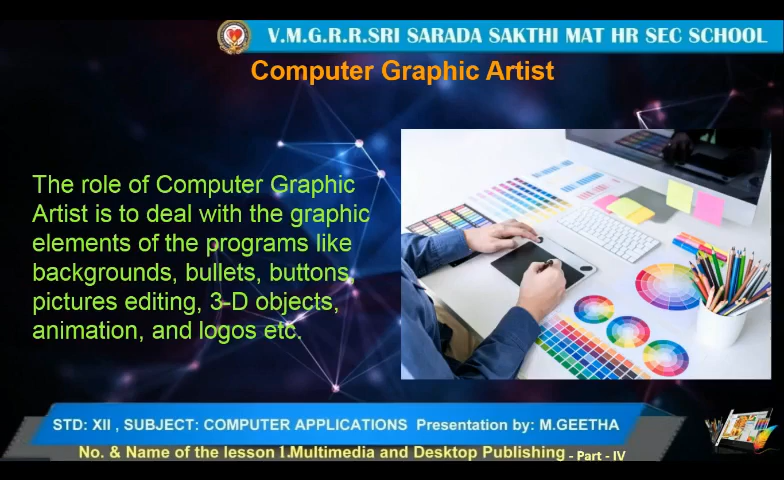 V.M.G.R.R.SRI SARADA SAKTHI MAT HR SEC SCHOOL
Computer Graphic Artist
The role of Computer Graphic
Artist is to deal with the graphic
elements of the programs like
backgrounds, bullets, buttons,
pictures editing, 3-D objects,
animation, and logos etc.
STD: XII , SUBJECT: COMPUTER APPLICATIONS Presentation by: M.GEETHA
No. & Name of the lesson 1.Multimedia and Desktop Publishing - Part - IV